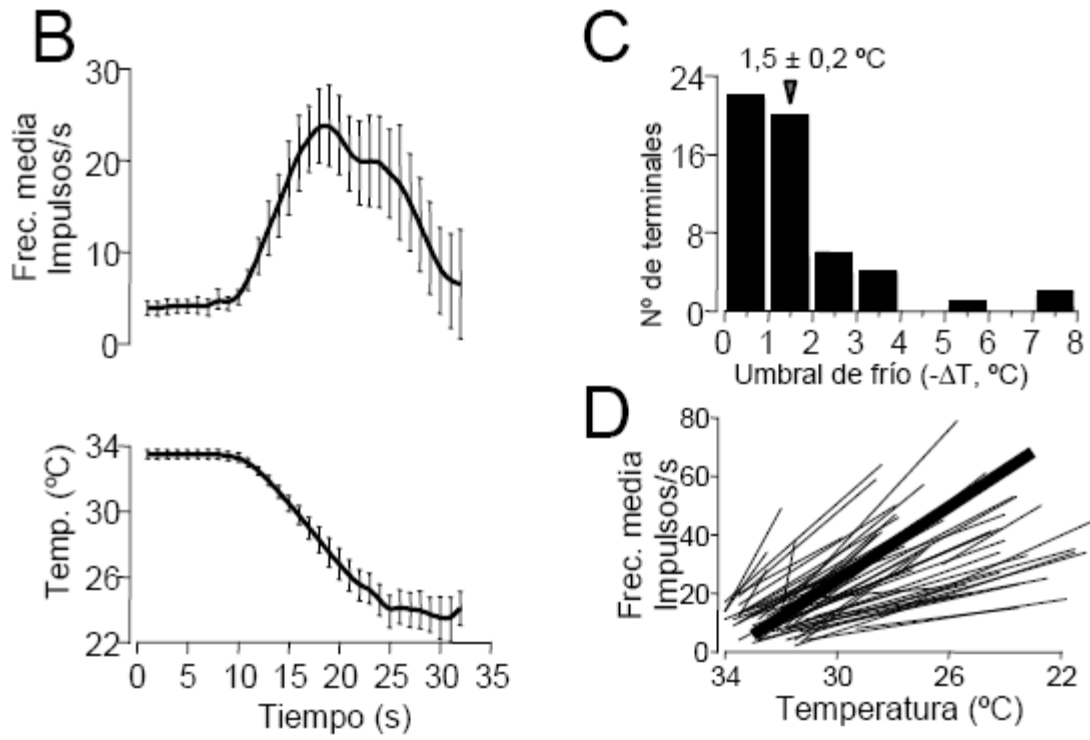 B
Frec. media
Impulsos/s
30
20
10
0
Temp. (ºC)
34
30
26
22
0 5 10 15 20 25 30 35
Tiempo (s)
C
1,5 ± 0,2 ºC
Nº de terminales
24
16
8
0
0 1 2 3 4 5 6 7 8
Umbral de frío (-ΔT, ºC)
D
Frec. media
Impulsos/s
80
60
40
20
0
34 30 26 22
Temperatura (ºC)